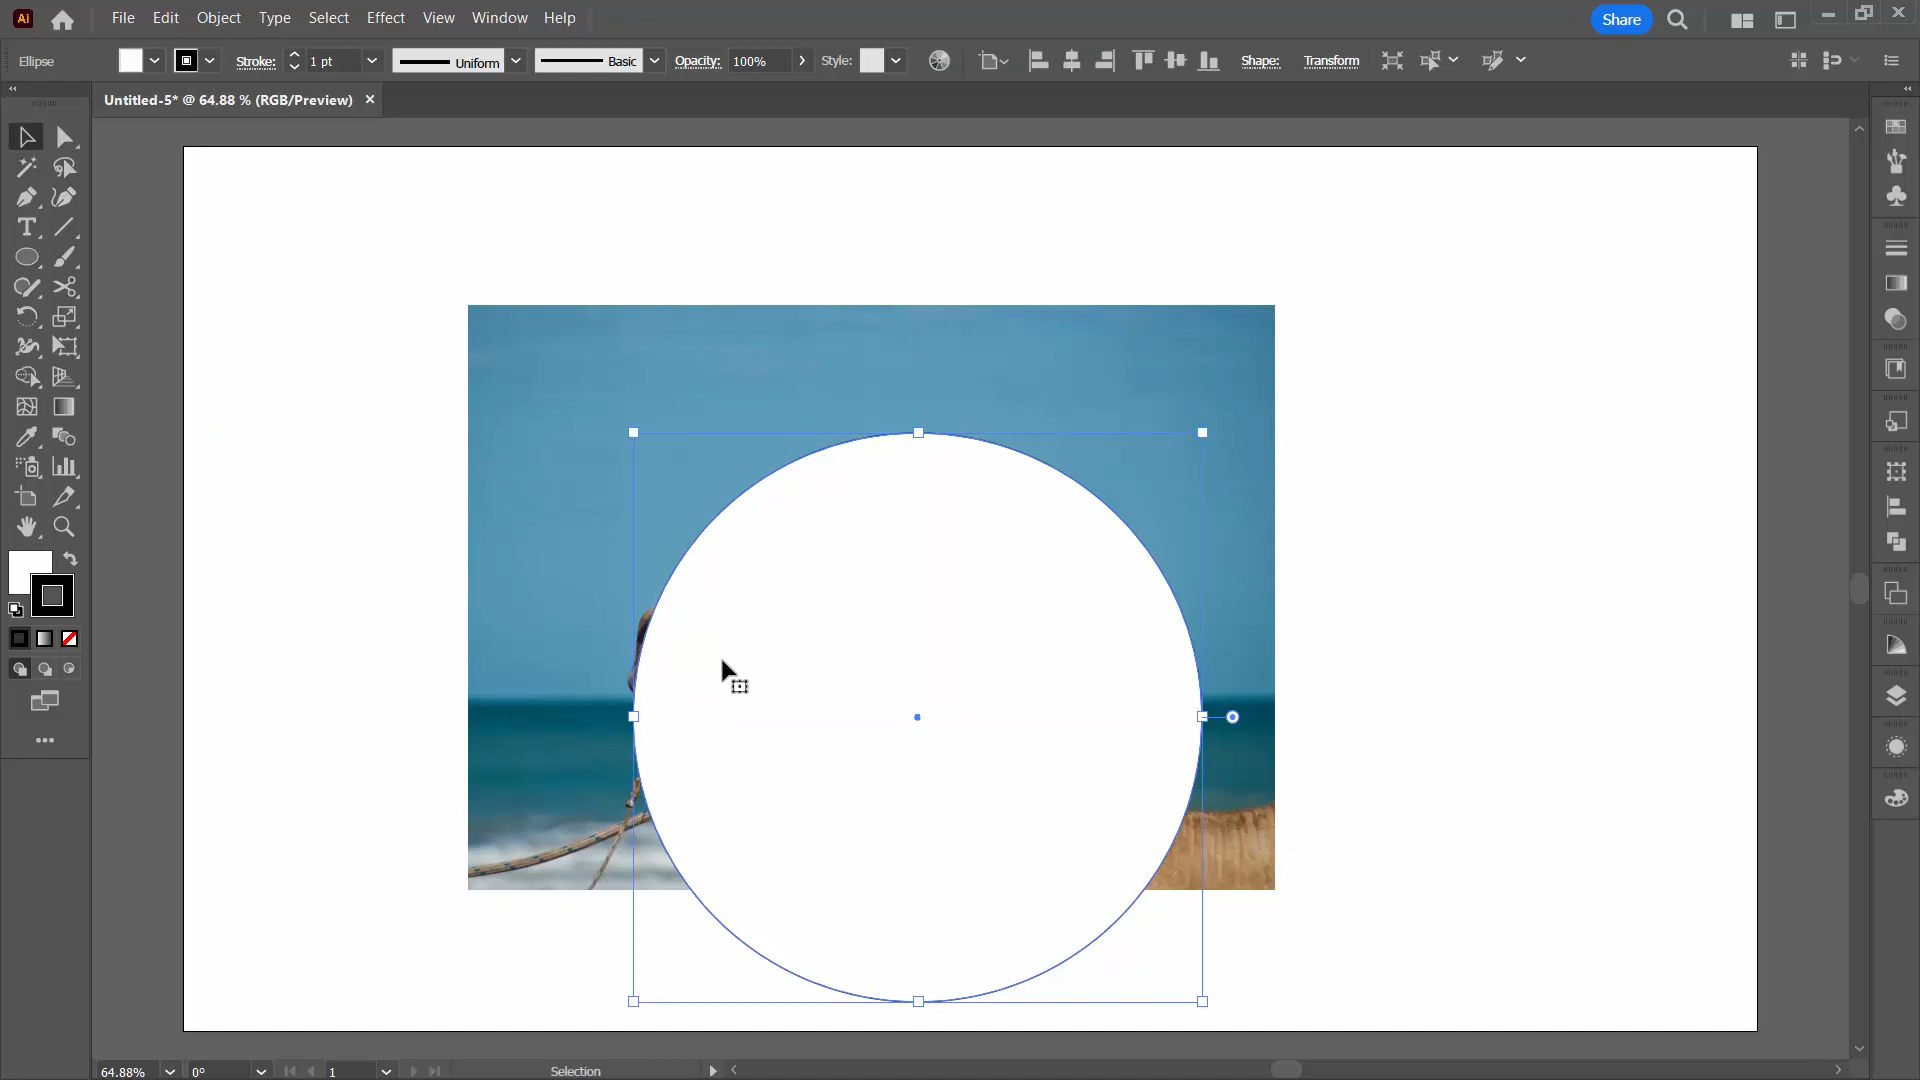 Ai File Edit Object Type Select Effect View Window Help Share
Ellipse Stroke: 1 pt Uniform Basic Opacity: 100% Style: Shape: Transform
Untitled-5* @ 64.88 % (RGB/Preview) ×
T
64.88% 0° 1 Selection